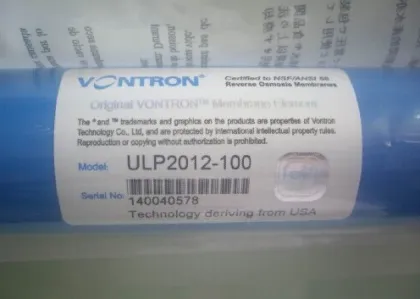 VONTRON®
Certified to NSF/ANSI 58
Reverse Osmosis Membranes
Original VONTRON™ Membrane Element
The ® and ™ trademarks and graphics on the products are properties of Vontron
Technology Co., Ltd, and are protected by international intellectual property rules.
Reproduction or copying without authorization is prohibited.
Model: ULP2012-100
Serial No:
140040578
Technology deriving from USA